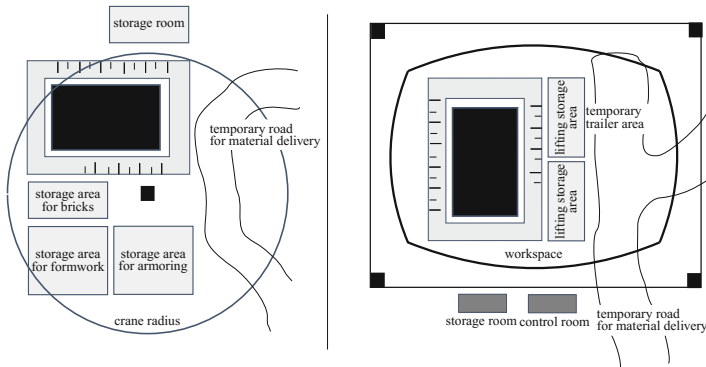 storage room
temporary road
for material delivery
storage area
for bricks
storage area
for formwork
storage area
for armoring
crane radius
lifting storage
area
lifting storage
area
temporary
trailer area
workspace
storage room
control room
temporary road
for material delivery